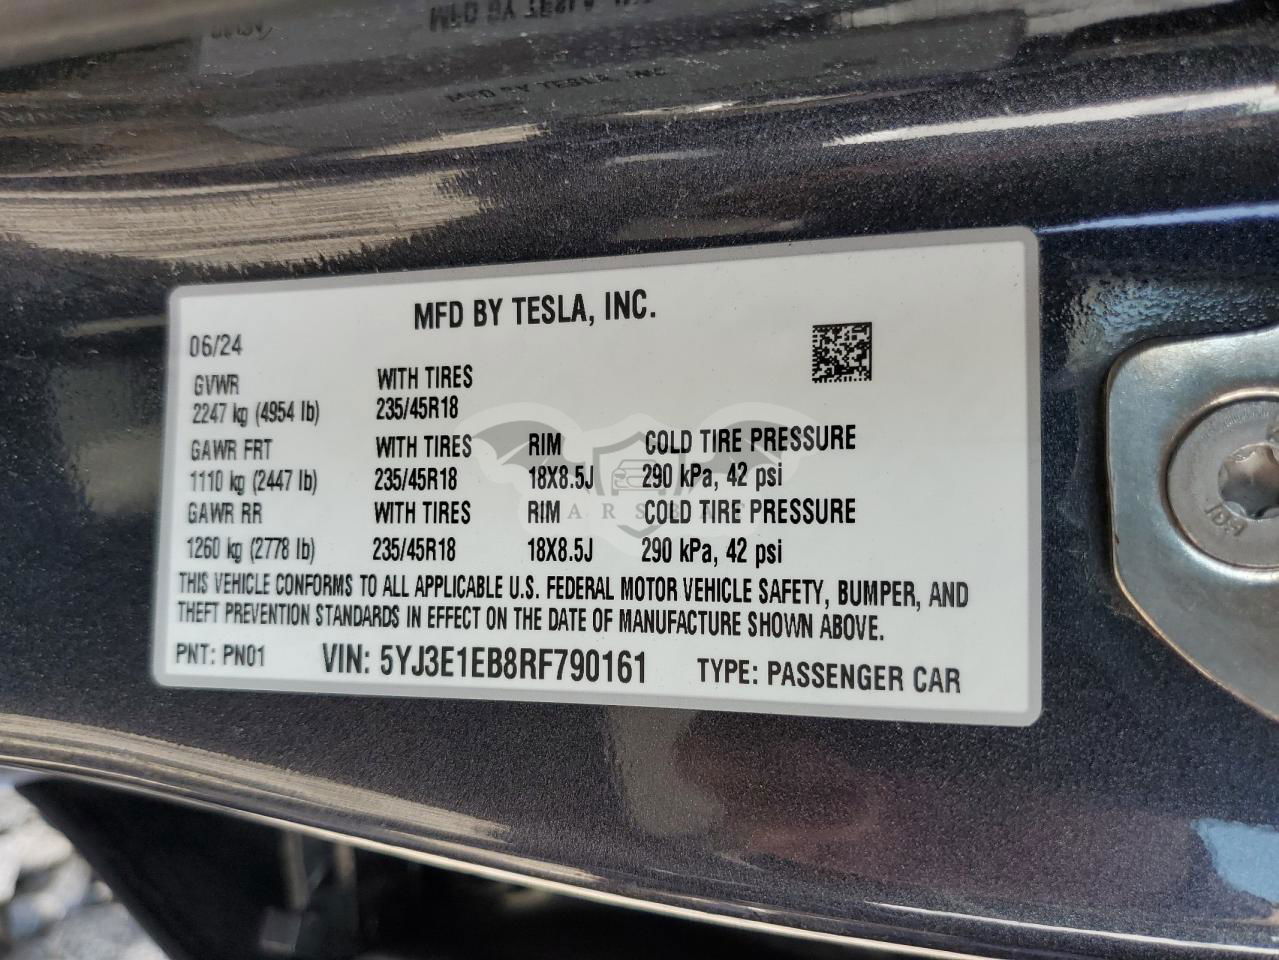 MFD BY TESLA, INC.
MFD BY TESLA, INC.
06/24
GVWR WITH TIRES
2247 kg (4954 lb) 235/45R18
GAWR FRT WITH TIRES RIM COLD TIRE PRESSURE
1110 kg (2447 lb) 235/45R18 18X8.5J 290 kPa, 42 psi
GAWR RR WITH TIRES RIM COLD TIRE PRESSURE
1260 kg (2778 lb) 235/45R18 18X8.5J 290 kPa, 42 psi
THIS VEHICLE CONFORMS TO ALL APPLICABLE U.S. FEDERAL MOTOR VEHICLE SAFETY, BUMPER, AND
THEFT PREVENTION STANDARDS IN EFFECT ON THE DATE OF MANUFACTURE SHOWN ABOVE.
PNT: PN01 VIN: 5YJ3E1EB8RF790161 TYPE: PASSENGER CAR